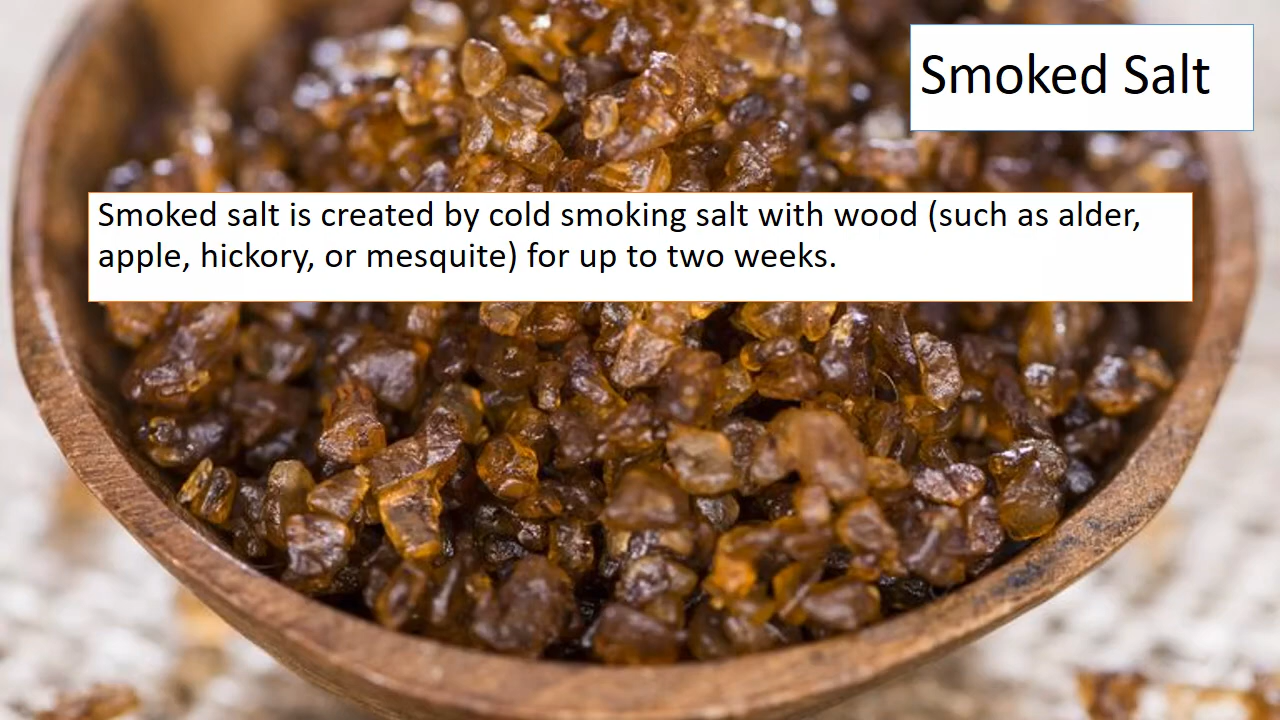 Smoked Salt
Smoked salt is created by cold smoking salt with wood (such as alder,
apple, hickory, or mesquite) for up to two weeks.